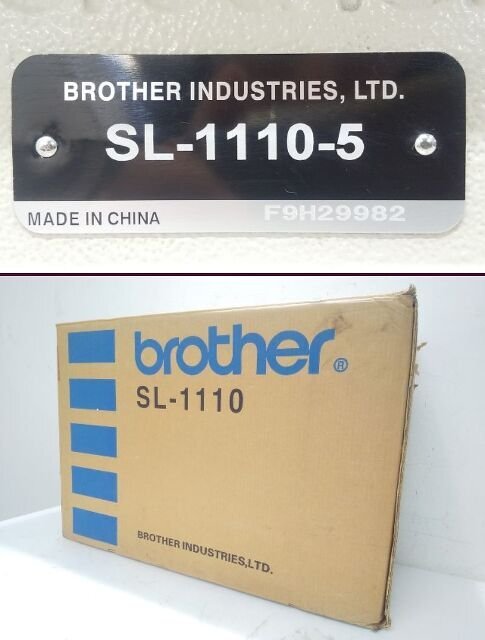 BROTHER INDUSTRIES, LTD.
SL-1110-5
MADE IN CHINA F9H29982
brother®
SL-1110
BROTHER INDUSTRIES,LTD.